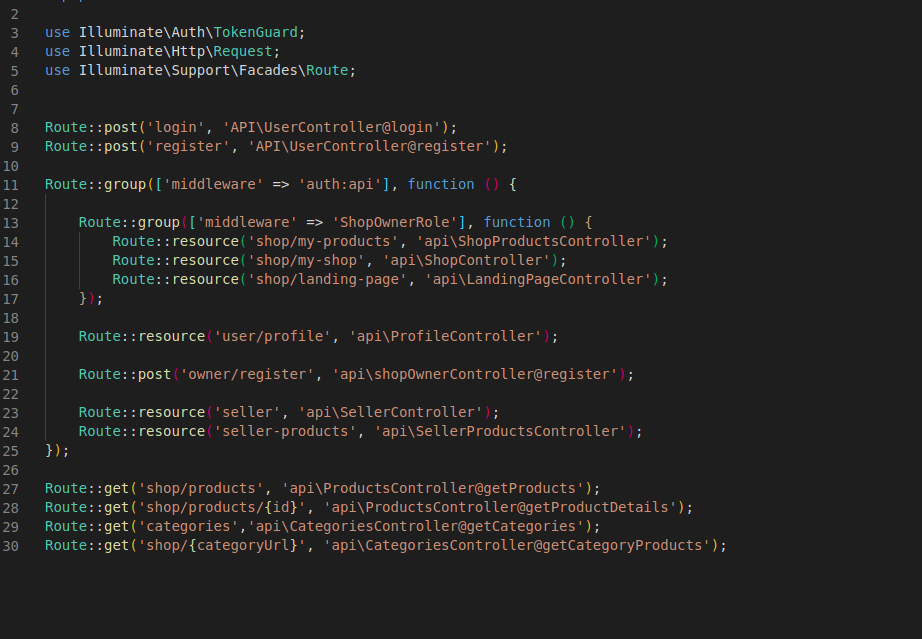 2
3 use Illuminate\Auth\TokenGuard;
4 use Illuminate\Http\Request;
5 use Illuminate\Support\Facades\Route;
6
7
8 Route::post('login', 'API\UserController@login');
9 Route::post('register', 'API\UserController@register');
10
11 Route::group(['middleware' => 'auth:api'], function () {
12
13     Route::group(['middleware' => 'ShopOwnerRole'], function () {
14         Route::resource('shop/my-products', 'api\ShopProductsController');
15         Route::resource('shop/my-shop', 'api\ShopController');
16         Route::resource('shop/landing-page', 'api\LandingPageController');
17     });
18
19     Route::resource('user/profile', 'api\ProfileController');
20
21     Route::post('owner/register', 'api\shopOwnerController@register');
22
23     Route::resource('seller', 'api\SellerController');
24     Route::resource('seller-products', 'api\SellerProductsController');
25 });
26
27 Route::get('shop/products', 'api\ProductsController@getProducts');
28 Route::get('shop/products/{id}', 'api\ProductsController@getProductDetails');
29 Route::get('categories','api\CategoriesController@getCategories');
30 Route::get('shop/{categoryUrl}', 'api\CategoriesController@getCategoryProducts');